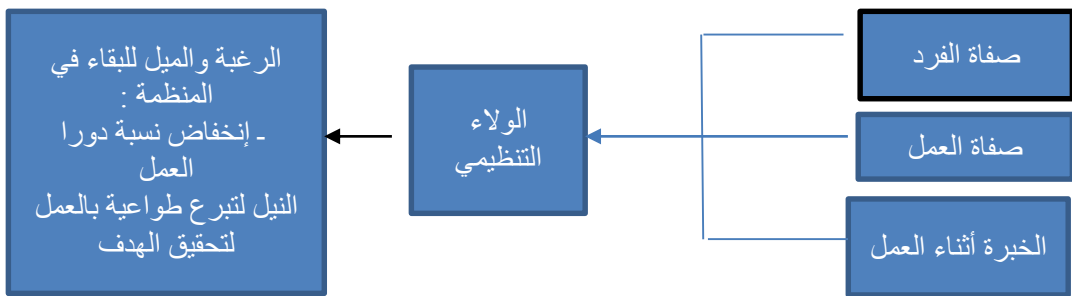 صفاة الفرد
صفاة العمل
الخبرة أثناء العمل
الولاء
التنظيمي
الرغبة والميل للبقاء في
المنظمة :
ـ إنخفاض نسبة دورا
العمل
النيل لتبرع طواعية بالعمل
لتحقيق الهدف